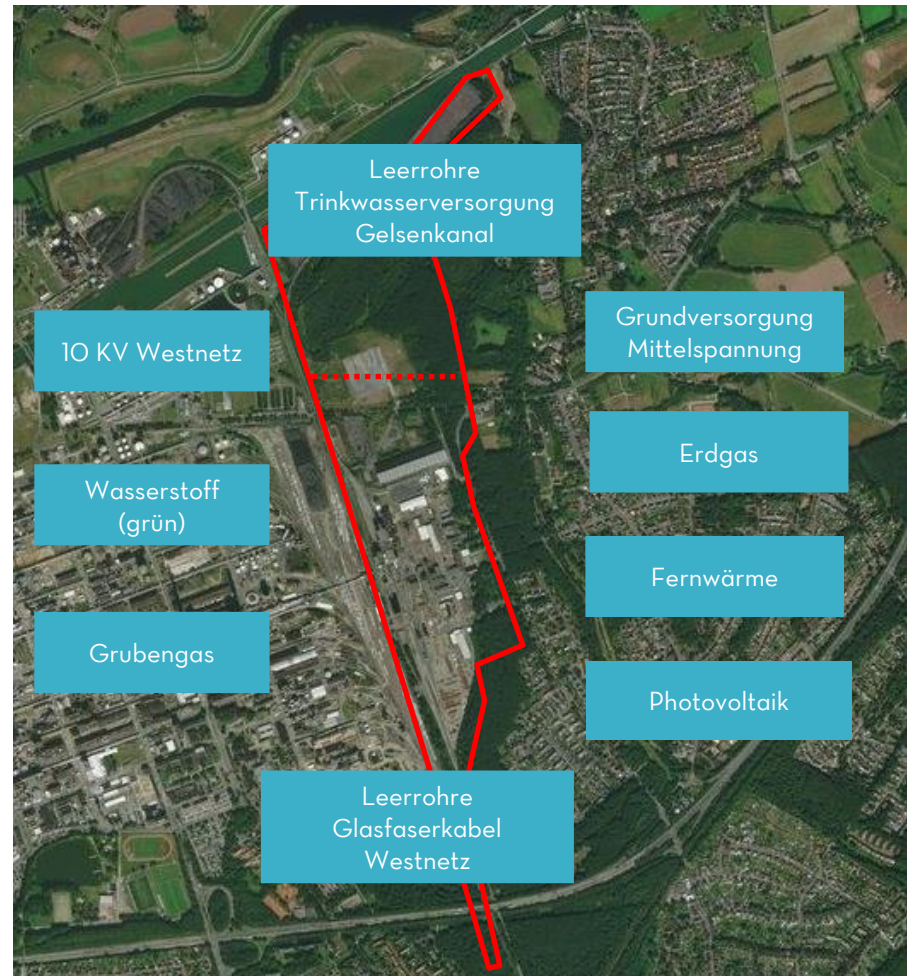 Leerrohre
Trinkwasserversorgung
Gelsenkanal
10 KV Westnetz
Grundversorgung
Mittelspannung
Wasserstoff
(grün)
Erdgas
Grubengas
Fernwärme
Photovoltaik
Leerrohre
Glasfaserkabel
Westnetz